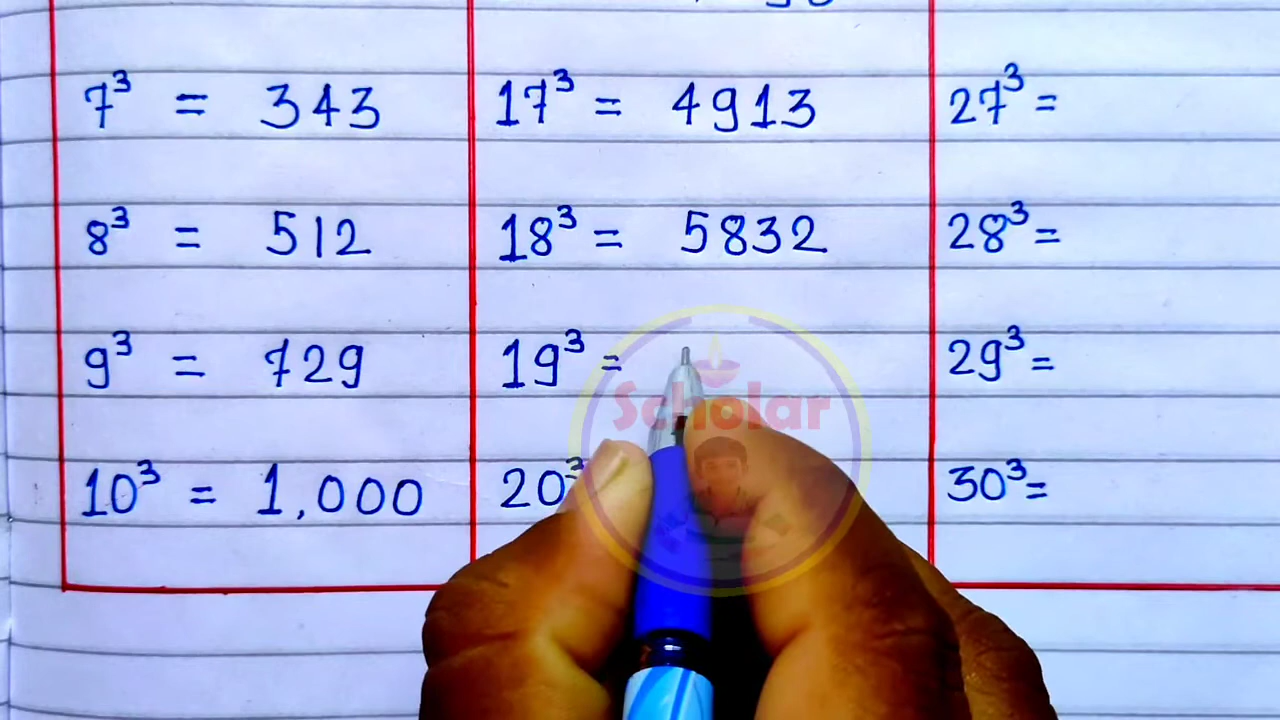 7³ = 343 17³ = 4913 27³ =
8³ = 512 18³ = 5832 28³ =
9³ = 729 19³ = 29³ =
Scholar
10³ = 1,000 20³ 30³ =